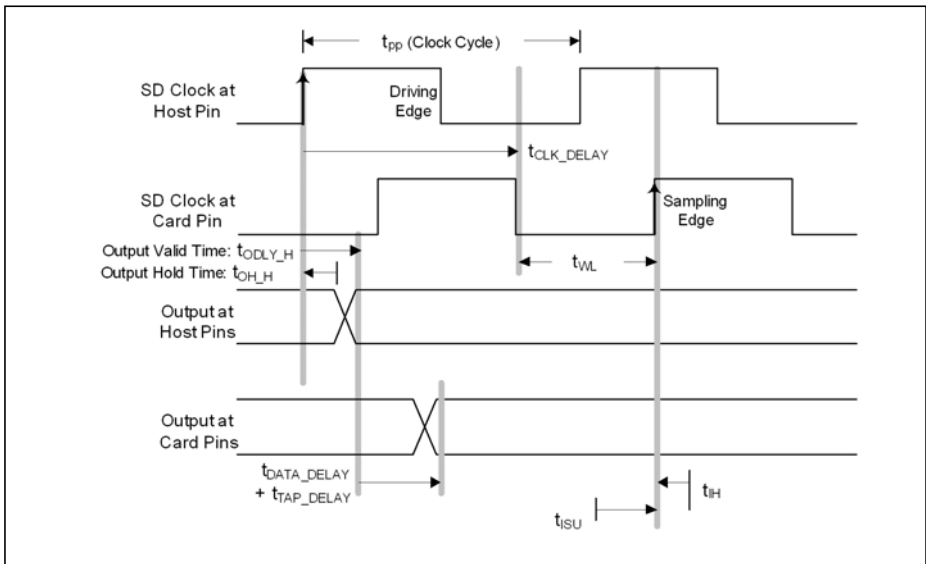 tpp (Clock Cycle)
SD Clock at
Host Pin
Driving
Edge
tCLK_DELAY
SD Clock at
Card Pin
Sampling
Edge
Output Valid Time: tODLY_H
Output Hold Time: tOH_H
tWL
Output at
Host Pins
Output at
Card Pins
tDATA_DELAY
+ tTAP_DELAY
tIH
tISU